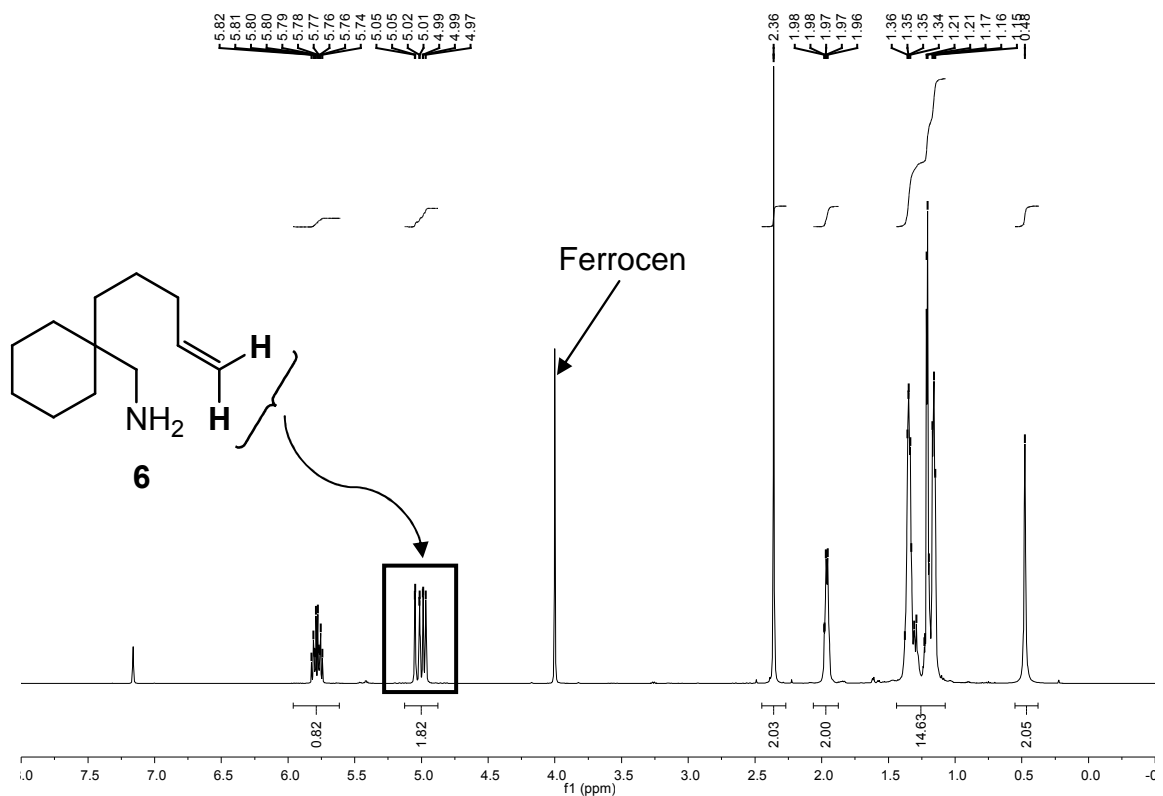 5.82 5.81 5.80 5.80 5.79 5.78 5.77 5.76 5.76 5.74 5.05 5.05 5.02 5.01 4.99 4.99 4.97 2.36 1.98 1.98 1.97 1.97 1.96 1.36 1.35 1.35 1.34 1.21 1.21 1.17 1.16 1.15 0.48
Ferrocen
H
NH2 H
6
0.82 1.82 2.03 2.00 14.63 2.05
7.5 7.0 6.5 6.0 5.5 5.0 4.5 4.0 3.5 3.0 2.5 2.0 1.5 1.0 0.5 0.0
f1 (ppm)